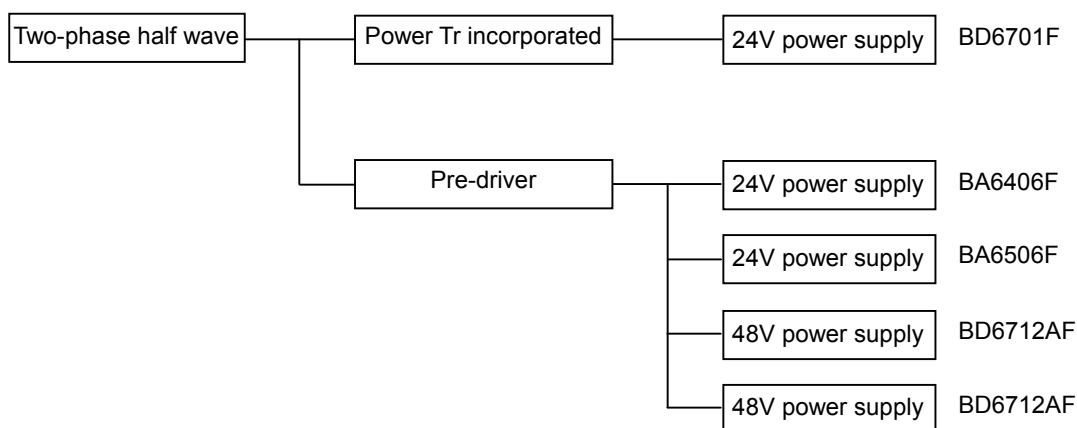 Two-phase half wave
Power Tr incorporated
24V power supply
BD6701F
Pre-driver
24V power supply
BA6406F
24V power supply
BA6506F
48V power supply
BD6712AF
48V power supply
BD6712AF